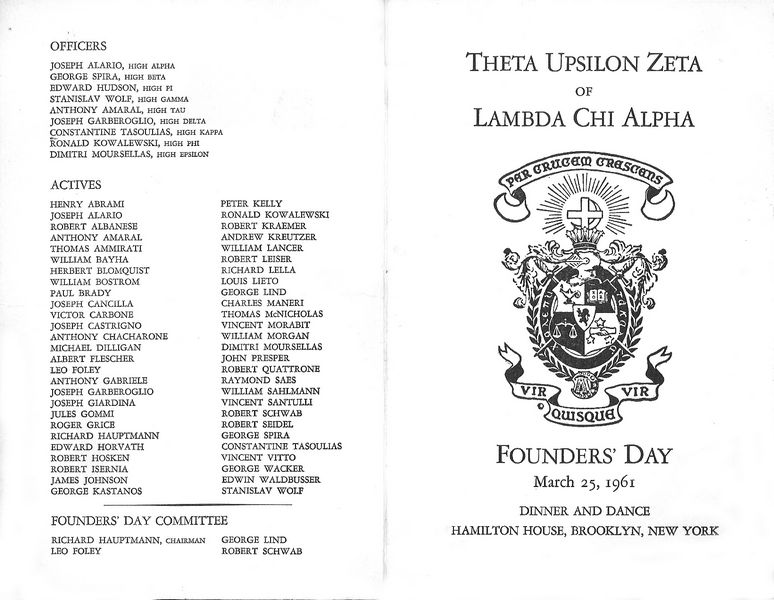 OFFICERS
JOSEPH ALARIO, HIGH ALPHA
GEORGE SPIRA, HIGH BETA
EDWARD HUDSON, HIGH PI
STANISLAV WOLF, HIGH GAMMA
ANTHONY AMARAL, HIGH TAU
JOSEPH GARBEROGLIO, HIGH DELTA
CONSTANTINE TASOULIAS, HIGH KAPPA
RONALD KOWALEWSKI, HIGH PHI
DIMITRI MOURSELLAS, HIGH EPSILON
ACTIVES
HENRY ABRAMI
JOSEPH ALARIO
ROBERT ALBANESE
ANTHONY AMARAL
THOMAS AMMIRATI
WILLIAM BAYHA
HERBERT BLOMQUIST
WILLIAM BOSTROM
PAUL BRADY
JOSEPH CANCILLA
VICTOR CARBONE
JOSEPH CASTRIGNO
ANTHONY CHACHARONE
MICHAEL DILLIGAN
ALBERT FLESCHER
LEO FOLEY
ANTHONY GABRIELE
JOSEPH GARBEROGLIO
JOSEPH GIARDINA
JULES GOMMI
ROGER GRICE
RICHARD HAUPTMANN
EDWARD HORVATH
ROBERT HOSKEN
ROBERT ISERNIA
JAMES JOHNSON
GEORGE KASTANOS
PETER KELLY
RONALD KOWALEWSKI
ROBERT KRAEMER
ANDREW KREUTZER
WILLIAM LANCER
ROBERT LEISER
RICHARD LELLA
LOUIS LIETO
GEORGE LIND
CHARLES MANERI
THOMAS McNICHOLAS
VINCENT MORABIT
WILLIAM MORGAN
DIMITRI MOURSELLAS
JOHN PRESPER
ROBERT QUATTRONE
RAYMOND SAES
WILLIAM SAHLMANN
VINCENT SANTULLI
ROBERT SCHWAB
ROBERT SEIDEL
GEORGE SPIRA
CONSTANTINE TASOULIAS
VINCENT VITTO
GEORGE WACKER
EDWIN WALDBUSSER
STANISLAV WOLF
FOUNDERS' DAY COMMITTEE
RICHARD HAUPTMANN, CHAIRMAN
LEO FOLEY
GEORGE LIND
ROBERT SCHWAB
THETA UPSILON ZETA
OF
LAMBDA CHI ALPHA
PER CRUCEM CRESCENS
VIR QUISQUE VIR
©
FOUNDERS' DAY
March 25, 1961
DINNER AND DANCE
HAMILTON HOUSE, BROOKLYN, NEW YORK